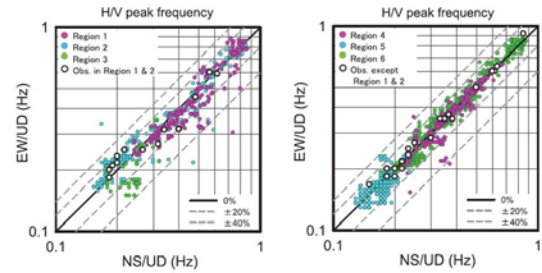 H/V peak frequency
1
Region 1
Region 2
Region 3
Obs. in Region 1 & 2
EW/UD (Hz)
0%
±20%
±40%
0.1
0.1
1
NS/UD (Hz)
H/V peak frequency
1
Region 4
Region 5
Region 6
Obs. except
Region 1 & 2
EW/UD (Hz)
0%
±20%
±40%
0.1
0.1
1
NS/UD (Hz)